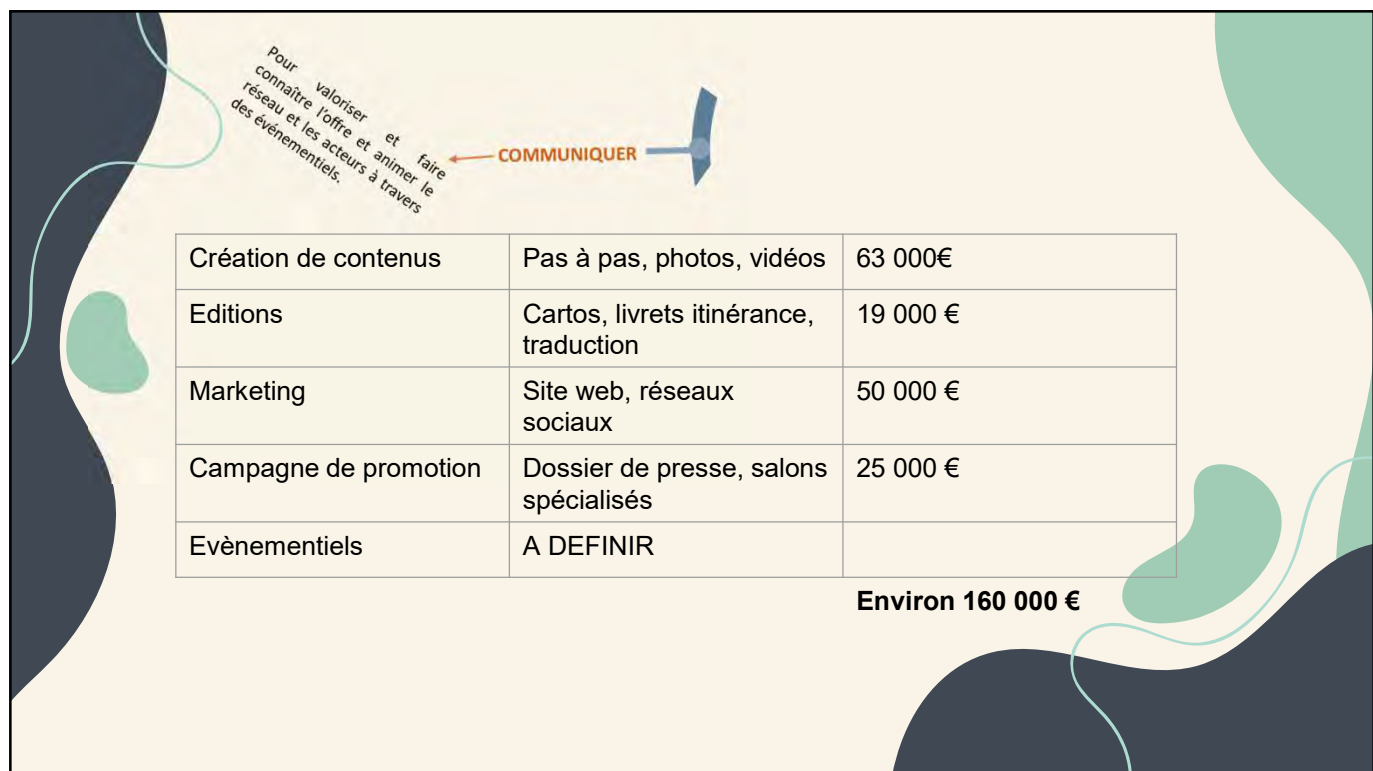 Pour valoriser et faire
connaître l'offre et animer le
réseau et les acteurs à travers
des événementiels.
COMMUNIQUER
Création de contenus
Pas à pas, photos, vidéos
63 000€
Editions
Cartos, livrets itinérance,
traduction
19 000 €
Marketing
Site web, réseaux
sociaux
50 000 €
Campagne de promotion
Dossier de presse, salons
spécialisés
25 000 €
Evènementiels
A DEFINIR
Environ 160 000 €